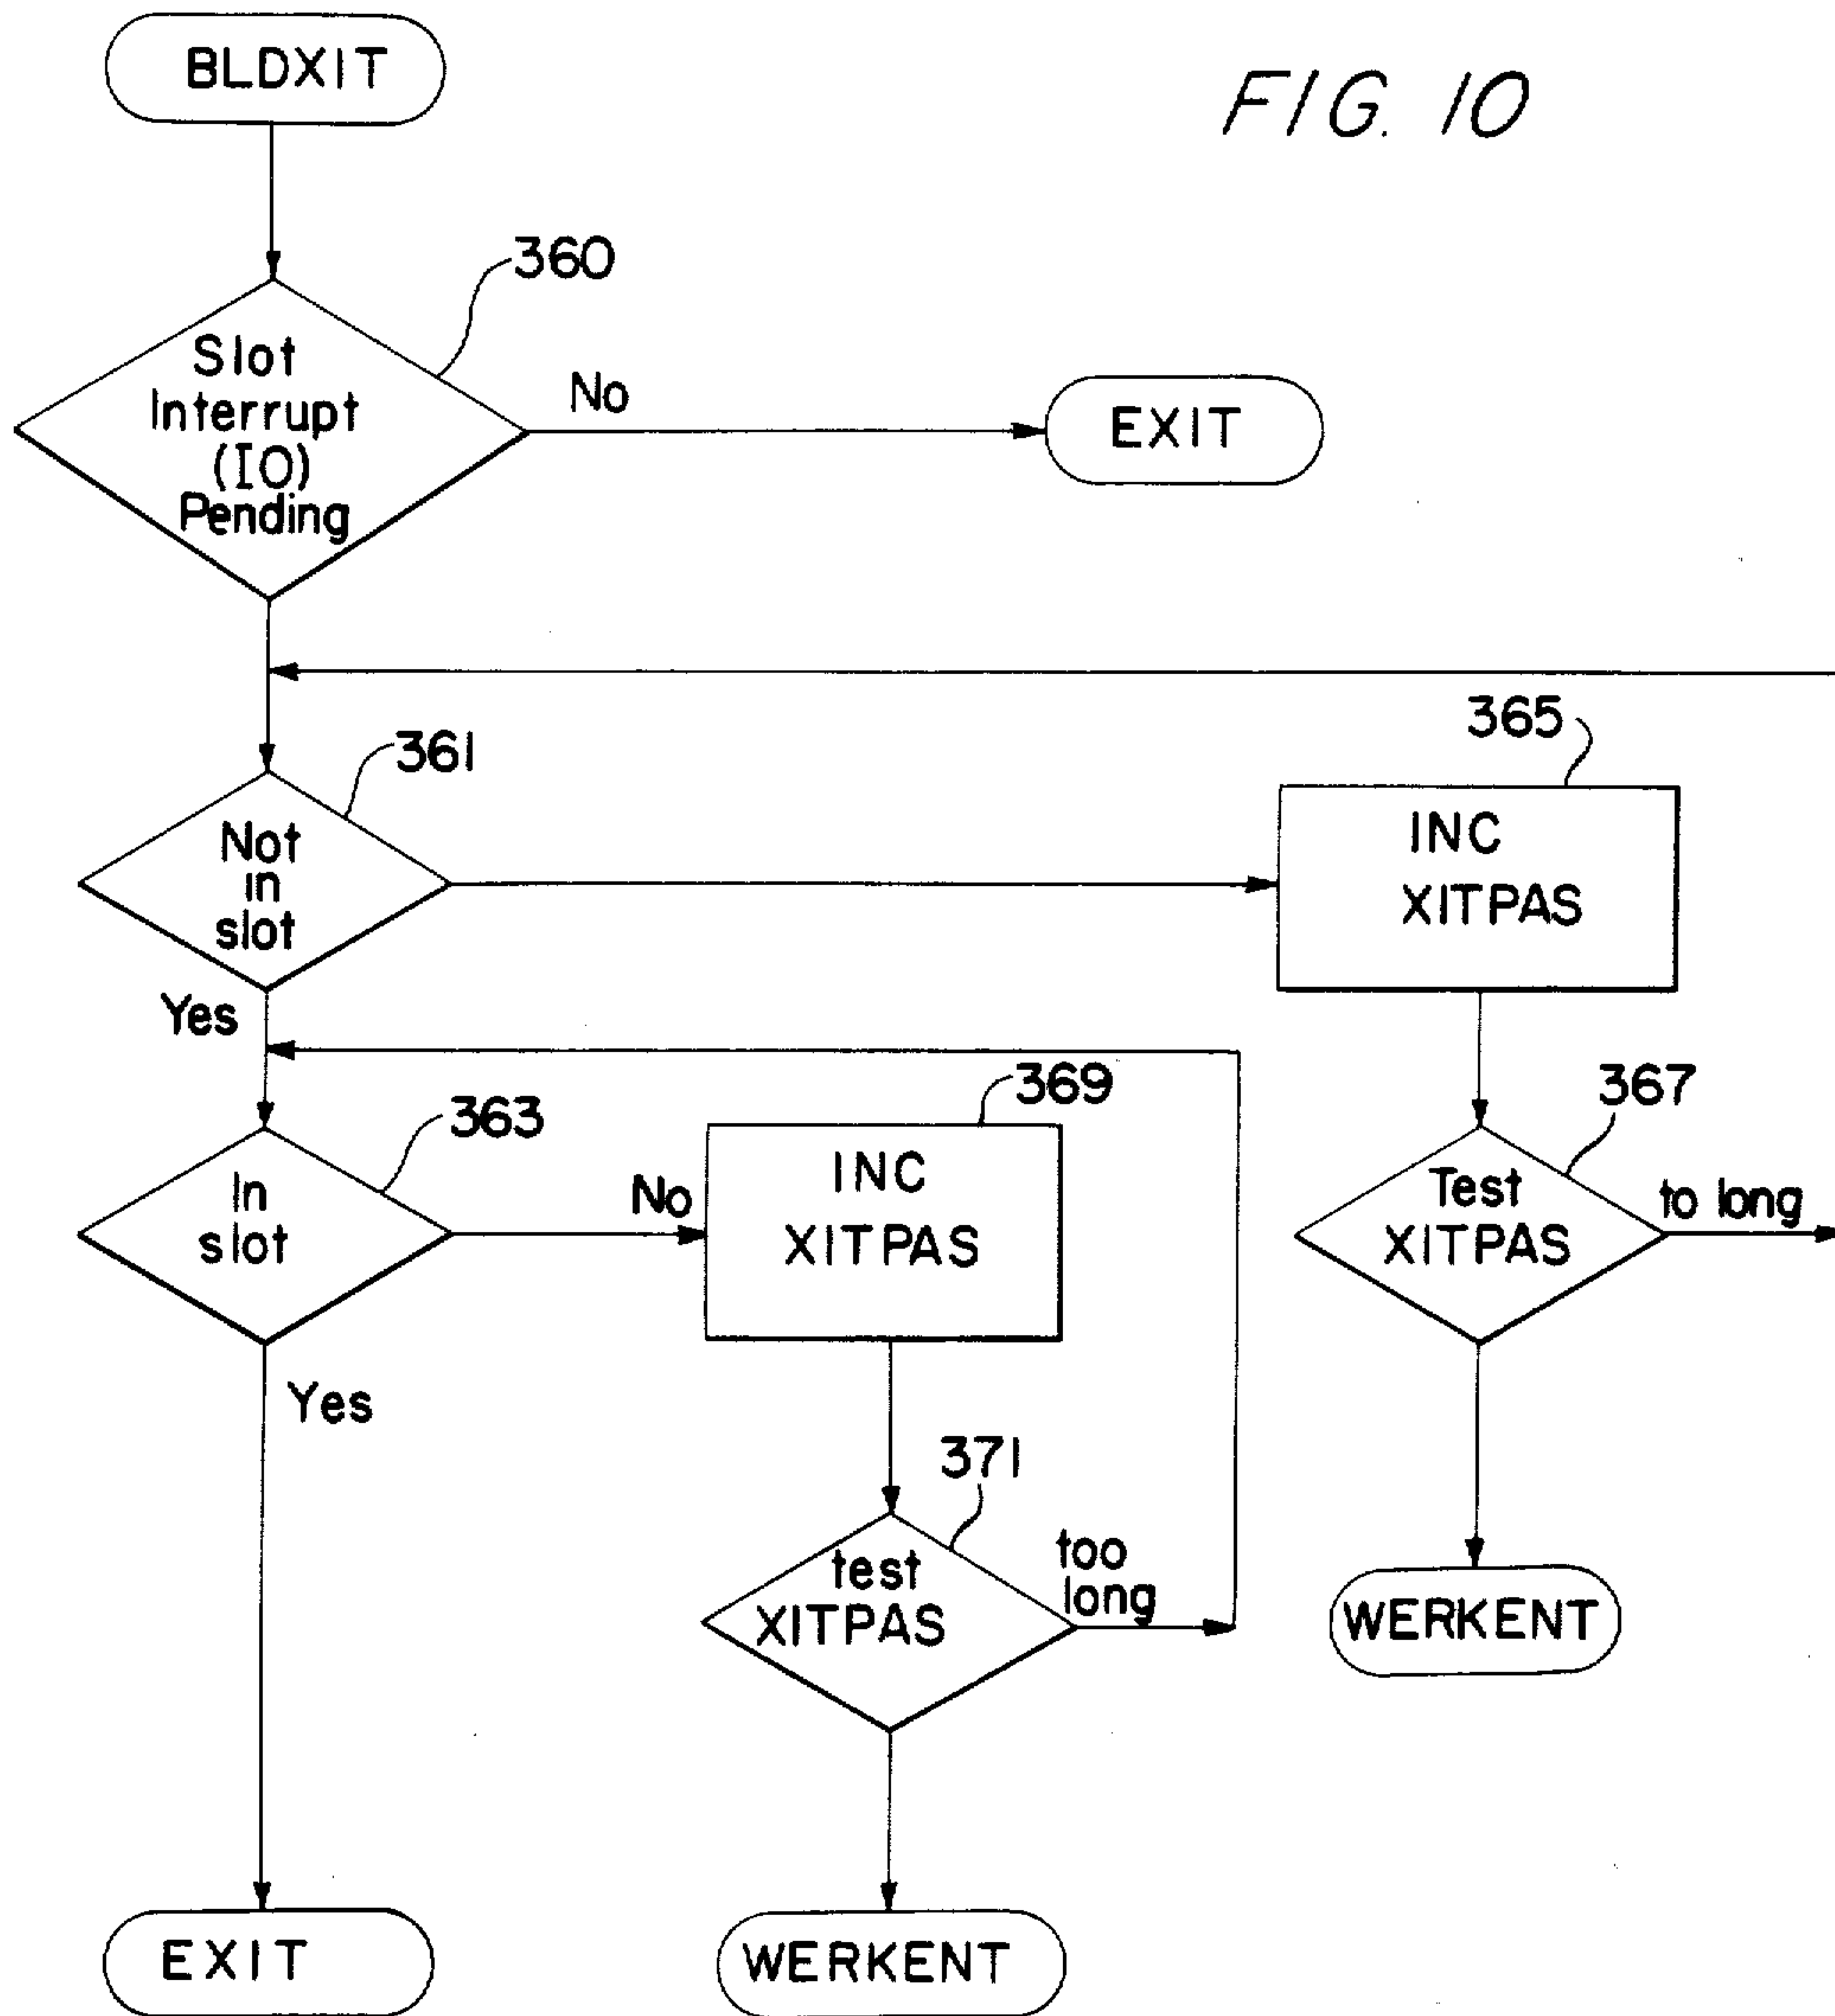 BLDXIT
FIG. 10
360
Slot
Interrupt
(IO)
Pending
No
EXIT
361
Not
in
slot
Yes
365
INC
XITPAS
363
In
slot
No
Yes
369
INC
XITPAS
367
Test
XITPAS
to long
371
test
XITPAS
too
long
WERKENT
EXIT
WERKENT